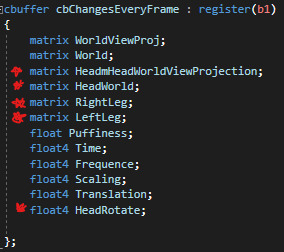 cbuffer cbChangesEveryFrame : register(b1)
{
matrix WorldViewProj;
matrix World;
matrix HeadmHeadWorldViewProjection;
matrix HeadWorld;
matrix RightLeg;
matrix LeftLeg;
float Puffiness;
float4 Time;
float4 Frequence;
float4 Scaling;
float4 Translation;
float4 HeadRotate;
};